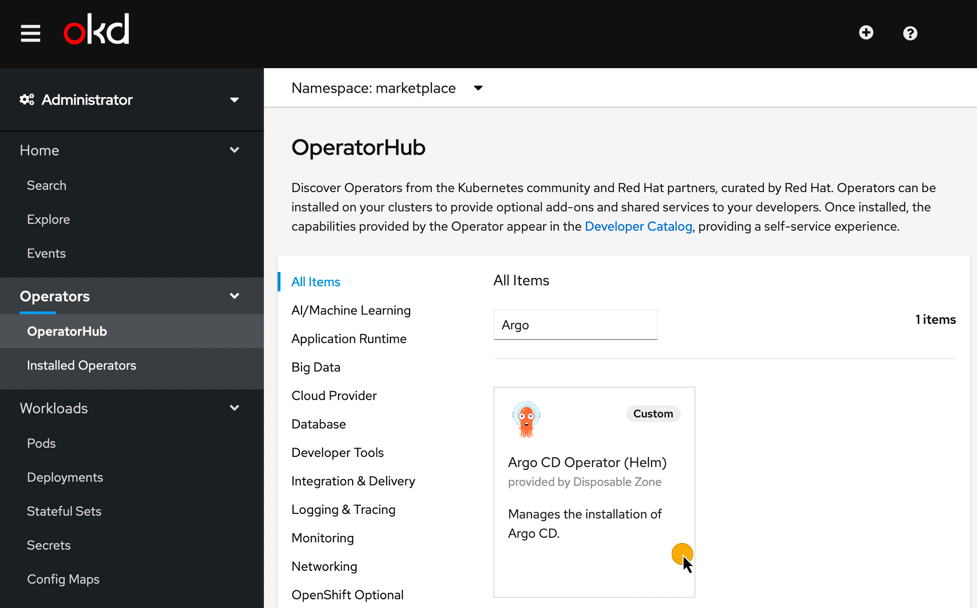 okd
Administrator
Home
Search
Explore
Events
Operators
OperatorHub
Installed Operators
Workloads
Pods
Deployments
Stateful Sets
Secrets
Config Maps
Namespace: marketplace
OperatorHub
Discover Operators from the Kubernetes community and Red Hat partners, curated by Red Hat. Operators can be
installed on your clusters to provide optional add-ons and shared services to your developers. Once installed, the
capabilities provided by the Operator appear in the Developer Catalog, providing a self-service experience.
All Items
AI/Machine Learning
Application Runtime
Big Data
Cloud Provider
Database
Developer Tools
Integration & Delivery
Logging & Tracing
Monitoring
Networking
OpenShift Optional
All Items
Argo
1 items
Custom
Argo CD Operator (Helm)
provided by Disposable Zone
Manages the installation of
Argo CD.